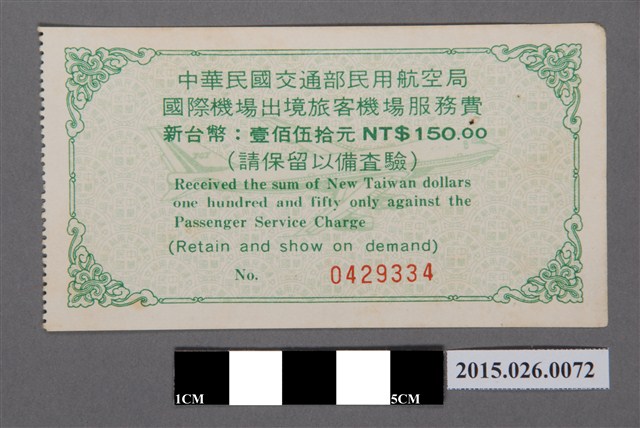 中華民國交通部民用航空局
國際機場出境旅客機場服務費
新台幣：壹佰伍拾元 NT$150.00
（請保留以備查驗）
Received the sum of New Taiwan dollars
one hundred and fifty only against the
Passenger Service Charge
(Retain and show on demand)
No. 0429334
1CM 5CM
2015.026.0072